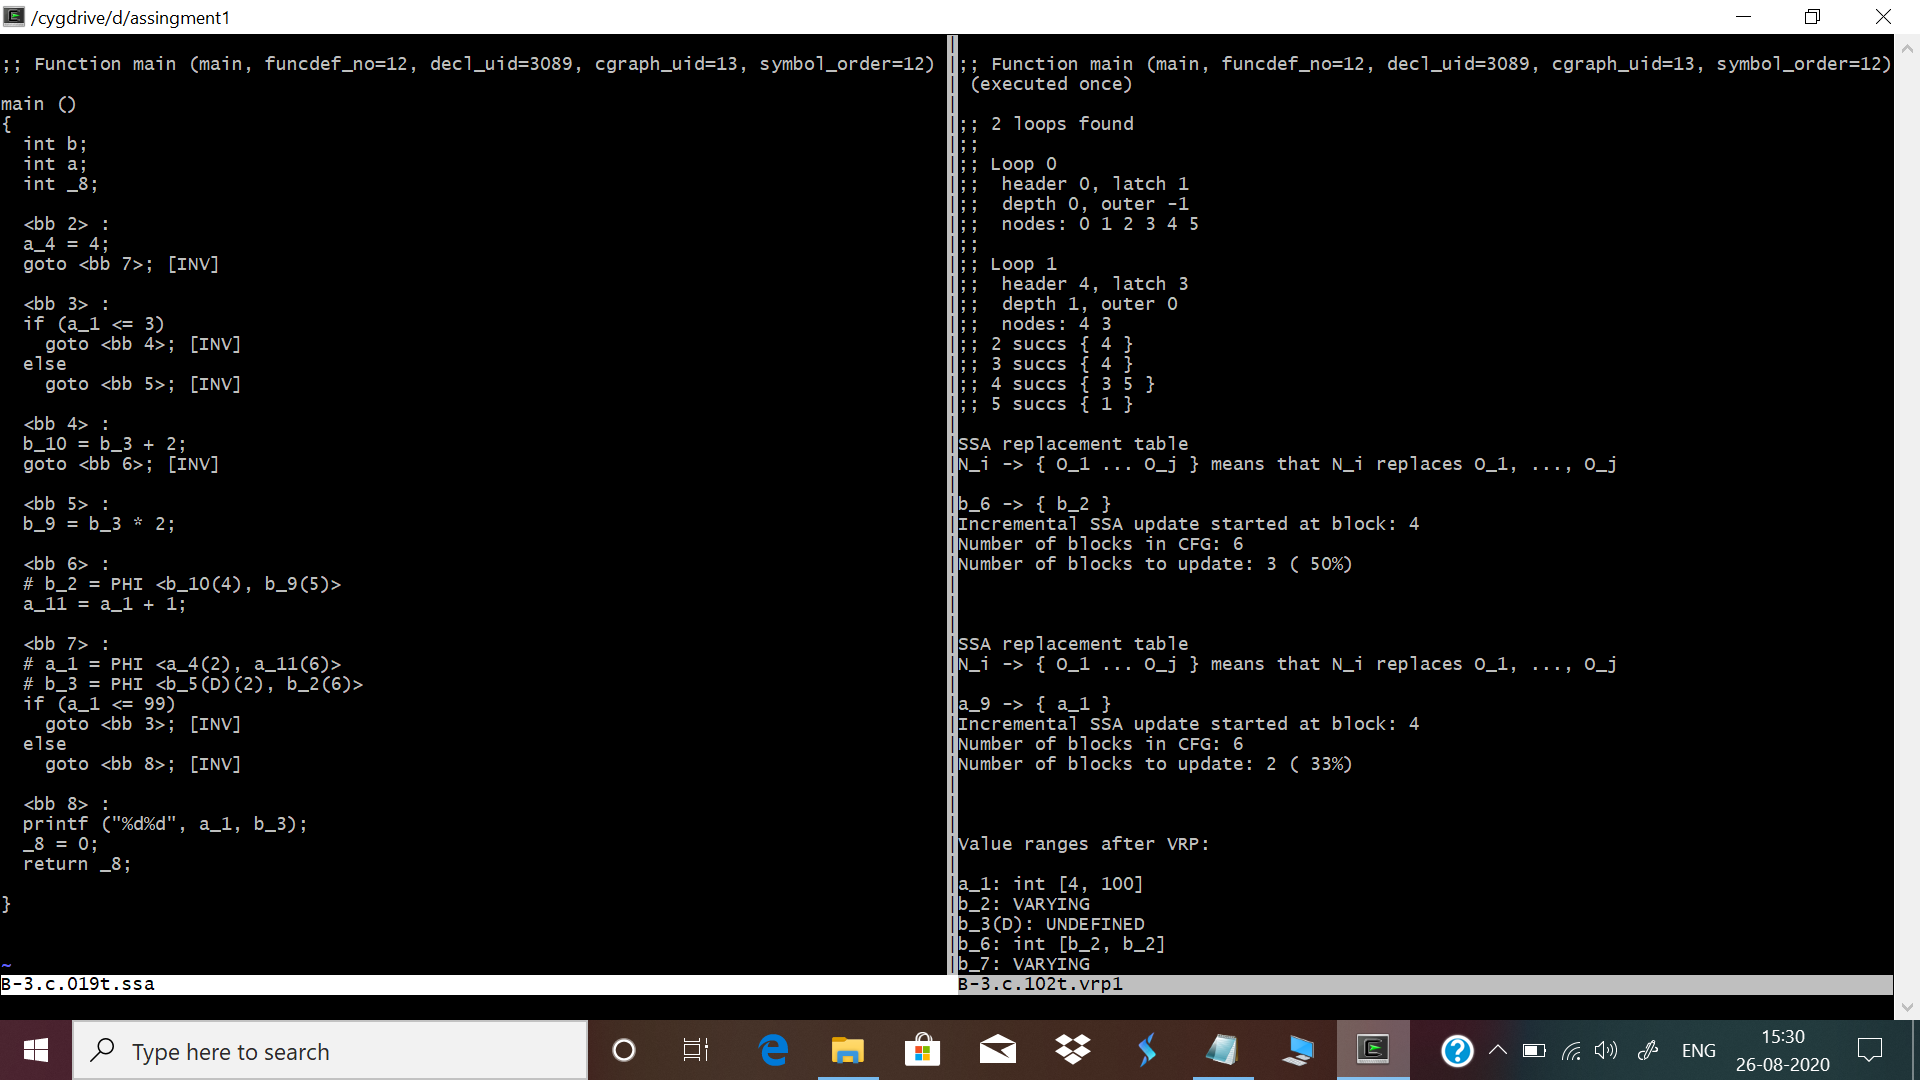 /cygdrive/d/assingment1
;; Function main (main, funcdef_no=12, decl_uid=3089, cgraph_uid=13, symbol_order=12)
main ()
{
  int b;
  int a;
  int _8;
  <bb 2> :
  a_4 = 4;
  goto <bb 7>; [INV]
  <bb 3> :
  if (a_1 <= 3)
    goto <bb 4>; [INV]
  else
    goto <bb 5>; [INV]
  <bb 4> :
  b_10 = b_3 + 2;
  goto <bb 6>; [INV]
  <bb 5> :
  b_9 = b_3 * 2;
  <bb 6> :
  # b_2 = PHI <b_10(4), b_9(5)>
  a_11 = a_1 + 1;
  <bb 7> :
  # a_1 = PHI <a_4(2), a_11(6)>
  # b_3 = PHI <b_5(D)(2), b_2(6)>
  if (a_1 <= 99)
    goto <bb 3>; [INV]
  else
    goto <bb 8>; [INV]
  <bb 8> :
  printf ("%d%d", a_1, b_3);
  _8 = 0;
  return _8;
}
~
B-3.c.019t.ssa
;; Function main (main, funcdef_no=12, decl_uid=3089, cgraph_uid=13, symbol_order=12)
 (executed once)
;; 2 loops found
;;
;; Loop 0
;;  header 0, latch 1
;;  depth 0, outer -1
;;  nodes: 0 1 2 3 4 5
;;
;; Loop 1
;;  header 4, latch 3
;;  depth 1, outer 0
;;  nodes: 4 3
;; 2 succs { 4 }
;; 3 succs { 4 }
;; 4 succs { 3 5 }
;; 5 succs { 1 }
SSA replacement table
N_i -> { O_1 ... O_j } means that N_i replaces O_1, ..., O_j
b_6 -> { b_2 }
Incremental SSA update started at block: 4
Number of blocks in CFG: 6
Number of blocks to update: 3 ( 50%)
SSA replacement table
N_i -> { O_1 ... O_j } means that N_i replaces O_1, ..., O_j
a_9 -> { a_1 }
Incremental SSA update started at block: 4
Number of blocks in CFG: 6
Number of blocks to update: 2 ( 33%)
Value ranges after VRP:
a_1: int [4, 100]
b_2: VARYING
b_3(D): UNDEFINED
b_6: int [b_2, b_2]
b_7: VARYING
B-3.c.102t.vrp1
Type here to search
ENG
15:30
26-08-2020